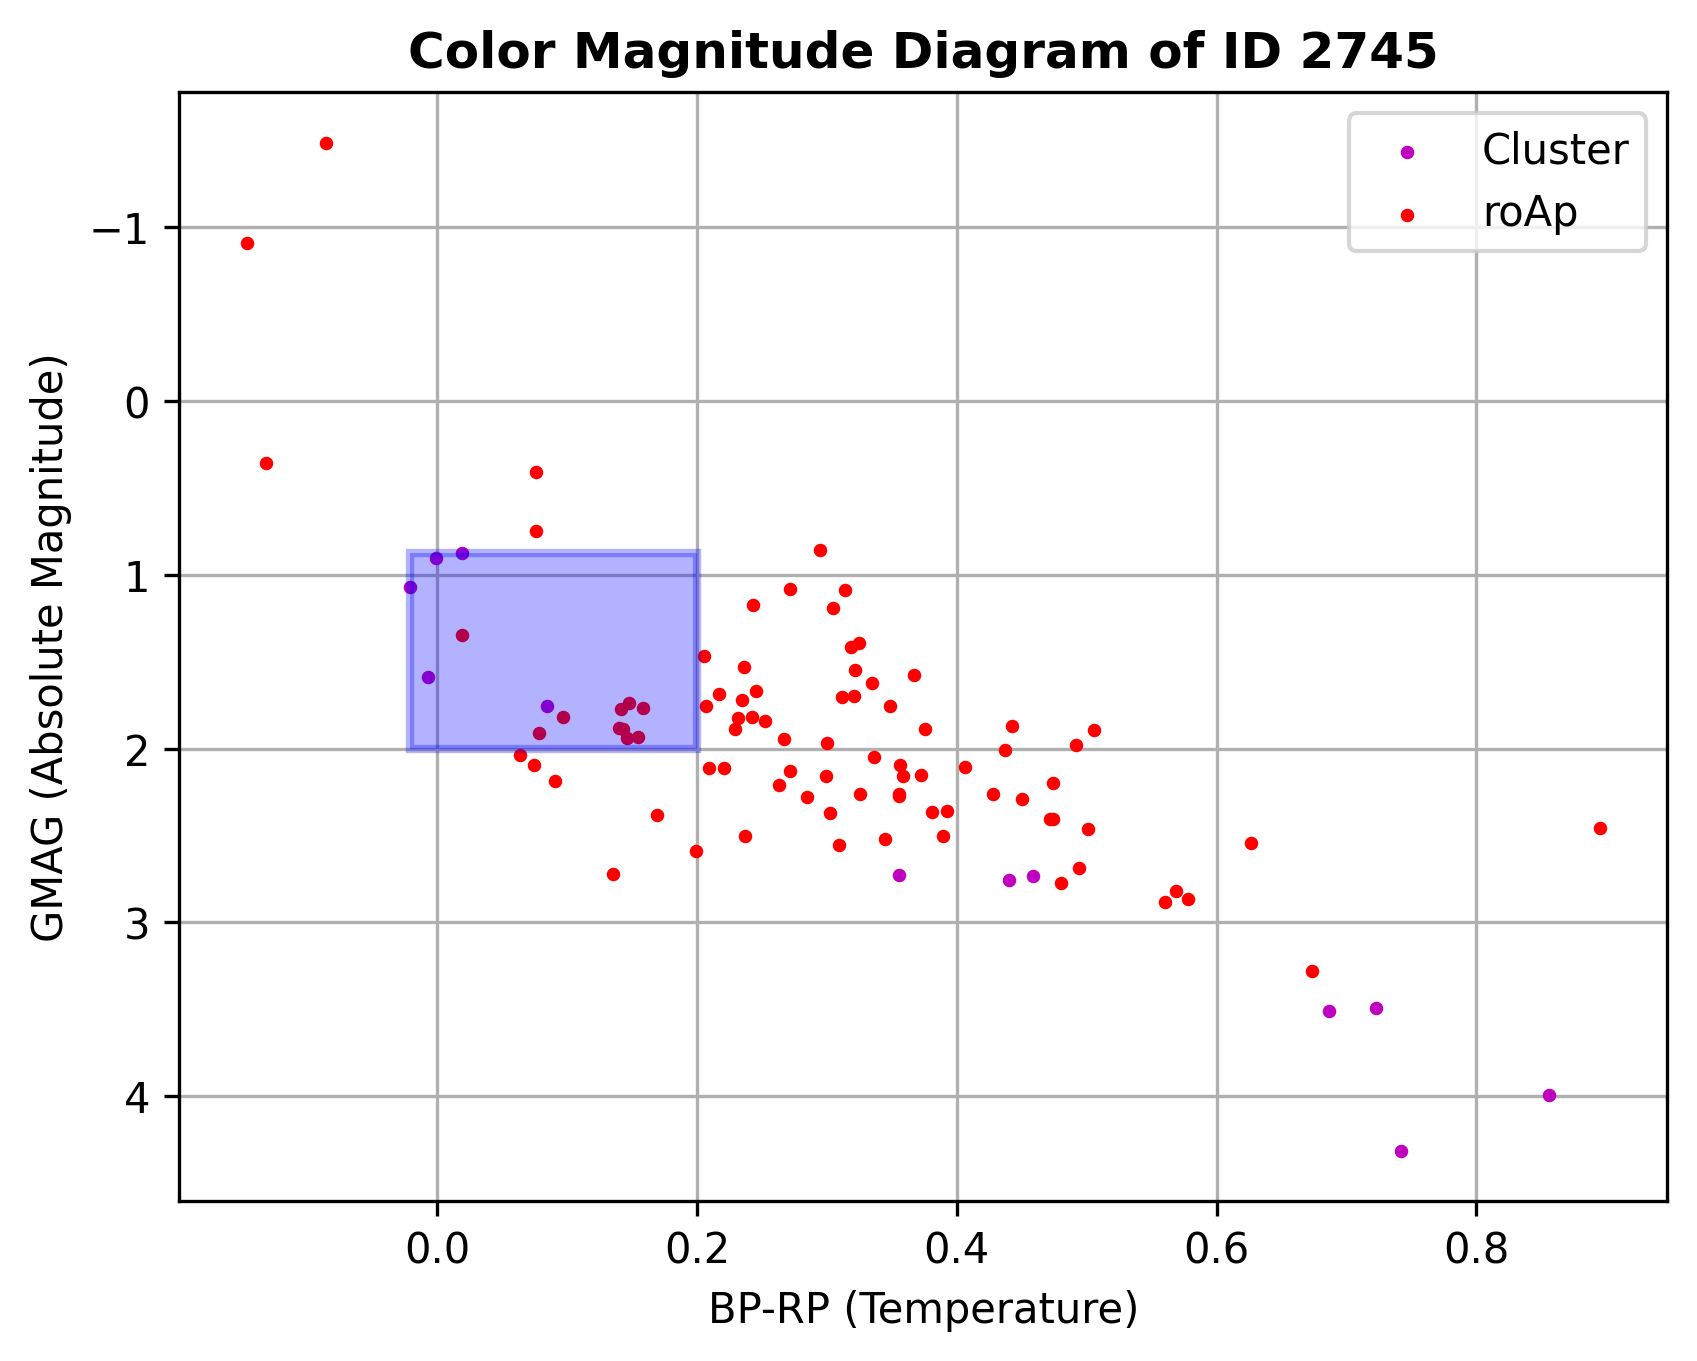 Color Magnitude Diagram of ID 2745
Cluster
roAp
GMAG (Absolute Magnitude)
−1
0
1
2
3
4
0.0 0.2 0.4 0.6 0.8
BP-RP (Temperature)